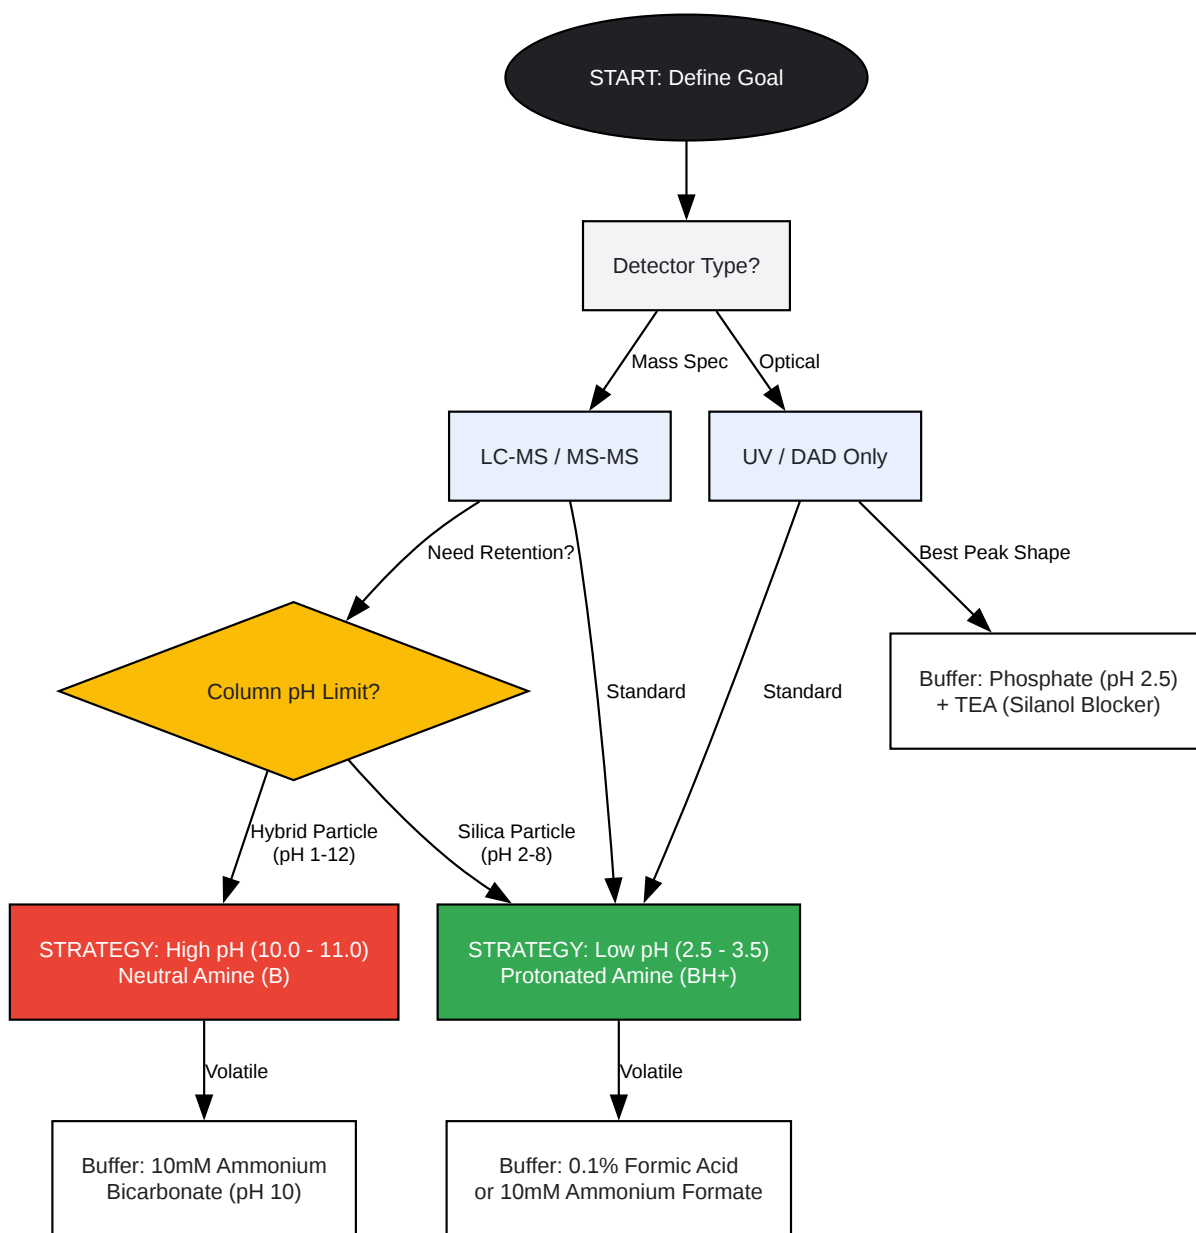 START: Define Goal
Detector Type?
Mass Spec
Optical
LC-MS / MS-MS
UV / DAD Only
Need Retention?
Best Peak Shape
Column pH Limit?
Standard
Standard
Buffer: Phosphate (pH 2.5)
+ TEA (Silanol Blocker)
Hybrid Particle
(pH 1-12)
Silica Particle
(pH 2-8)
STRATEGY: High pH (10.0 - 11.0)
Neutral Amine (B)
STRATEGY: Low pH (2.5 - 3.5)
Protonated Amine (BH+)
Volatile
Volatile
Buffer: 10mM Ammonium
Bicarbonate (pH 10)
Buffer: 0.1% Formic Acid
or 10mM Ammonium Formate